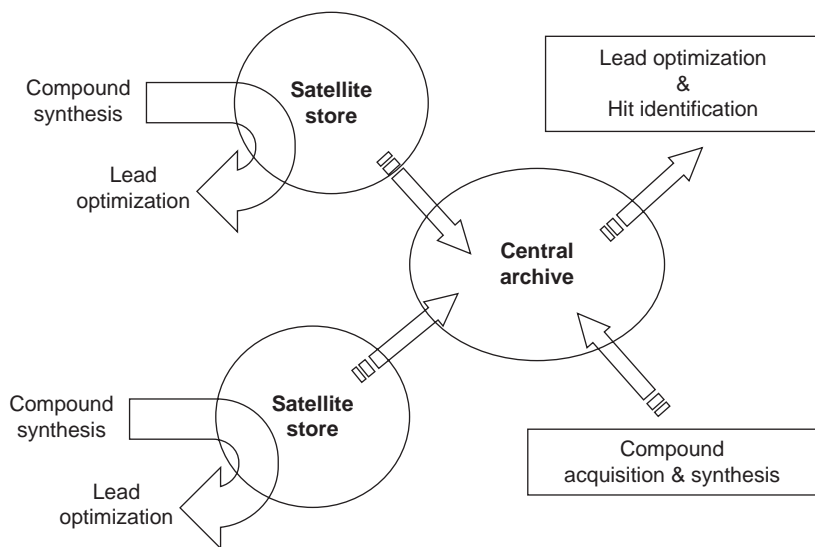 Compound
synthesis
Satellite
store
Lead
optimization
Lead optimization
&
Hit identification
Central
archive
Compound
synthesis
Satellite
store
Lead
optimization
Compound
acquisition & synthesis